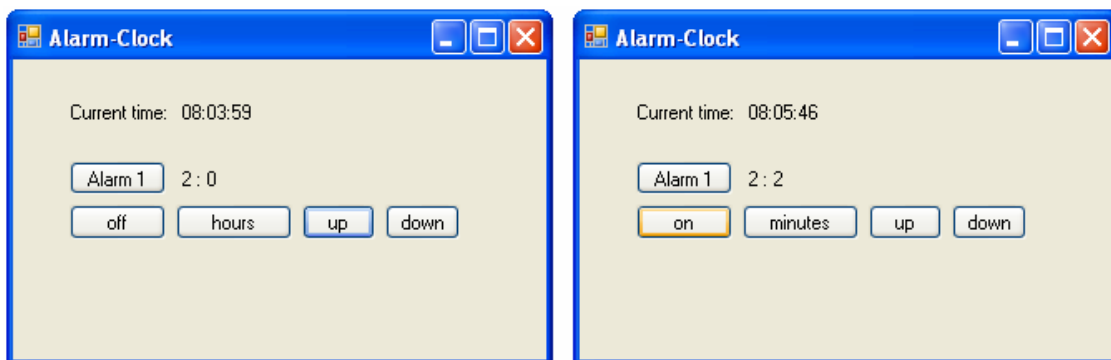 Alarm-Clock
Current time: 08:03:59
Alarm 1 2 : 0
off hours up down
Alarm-Clock
Current time: 08:05:46
Alarm 1 2 : 2
on minutes up down